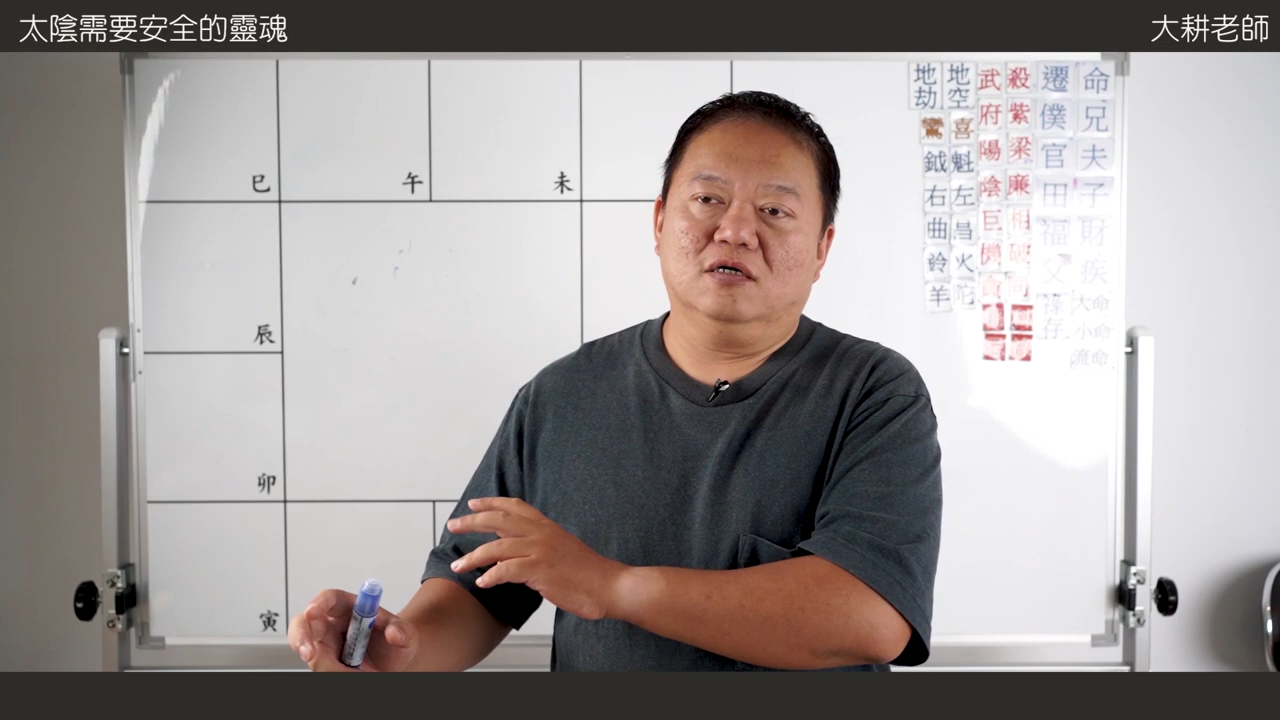 太陰需要安全的靈魂
大耕老師
地劫 地空 武 殺 遷 命
鸞 喜 府 紫 僕 兄
鉞 魁 陽 梁 官 夫
右 左 陰 廉 田 子
曲 昌 巨 相 福 財
鈴 火 機 破 父 疾
羊 陀 貪 同 祿存 大命
小命
流命
巳 午 未
辰
卯
寅